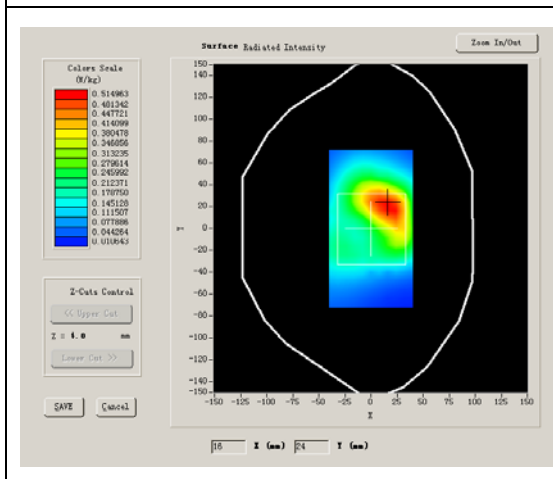 Surface Radiated Intensity
Zoom In/Out
Colors Scale
(W/kg)
0.514963
0.481342
0.447721
0.414099
0.380478
0.346856
0.313235
0.279614
0.245992
0.212371
0.178750
0.145128
0.111507
0.077886
0.044264
0.010643
150
120
100
80
60
40
20
0
-20
-40
-60
-80
-100
-120
-140
-150
Y
-150 -125 -100 -75 -50 -25 0 25 50 75 100 125 150
X
Z-Cuts Control
<< Upper Cut
Z = 4.0 mm
Lower Cut >>
SAVE Cancel
16 X (mm) 24 Y (mm)